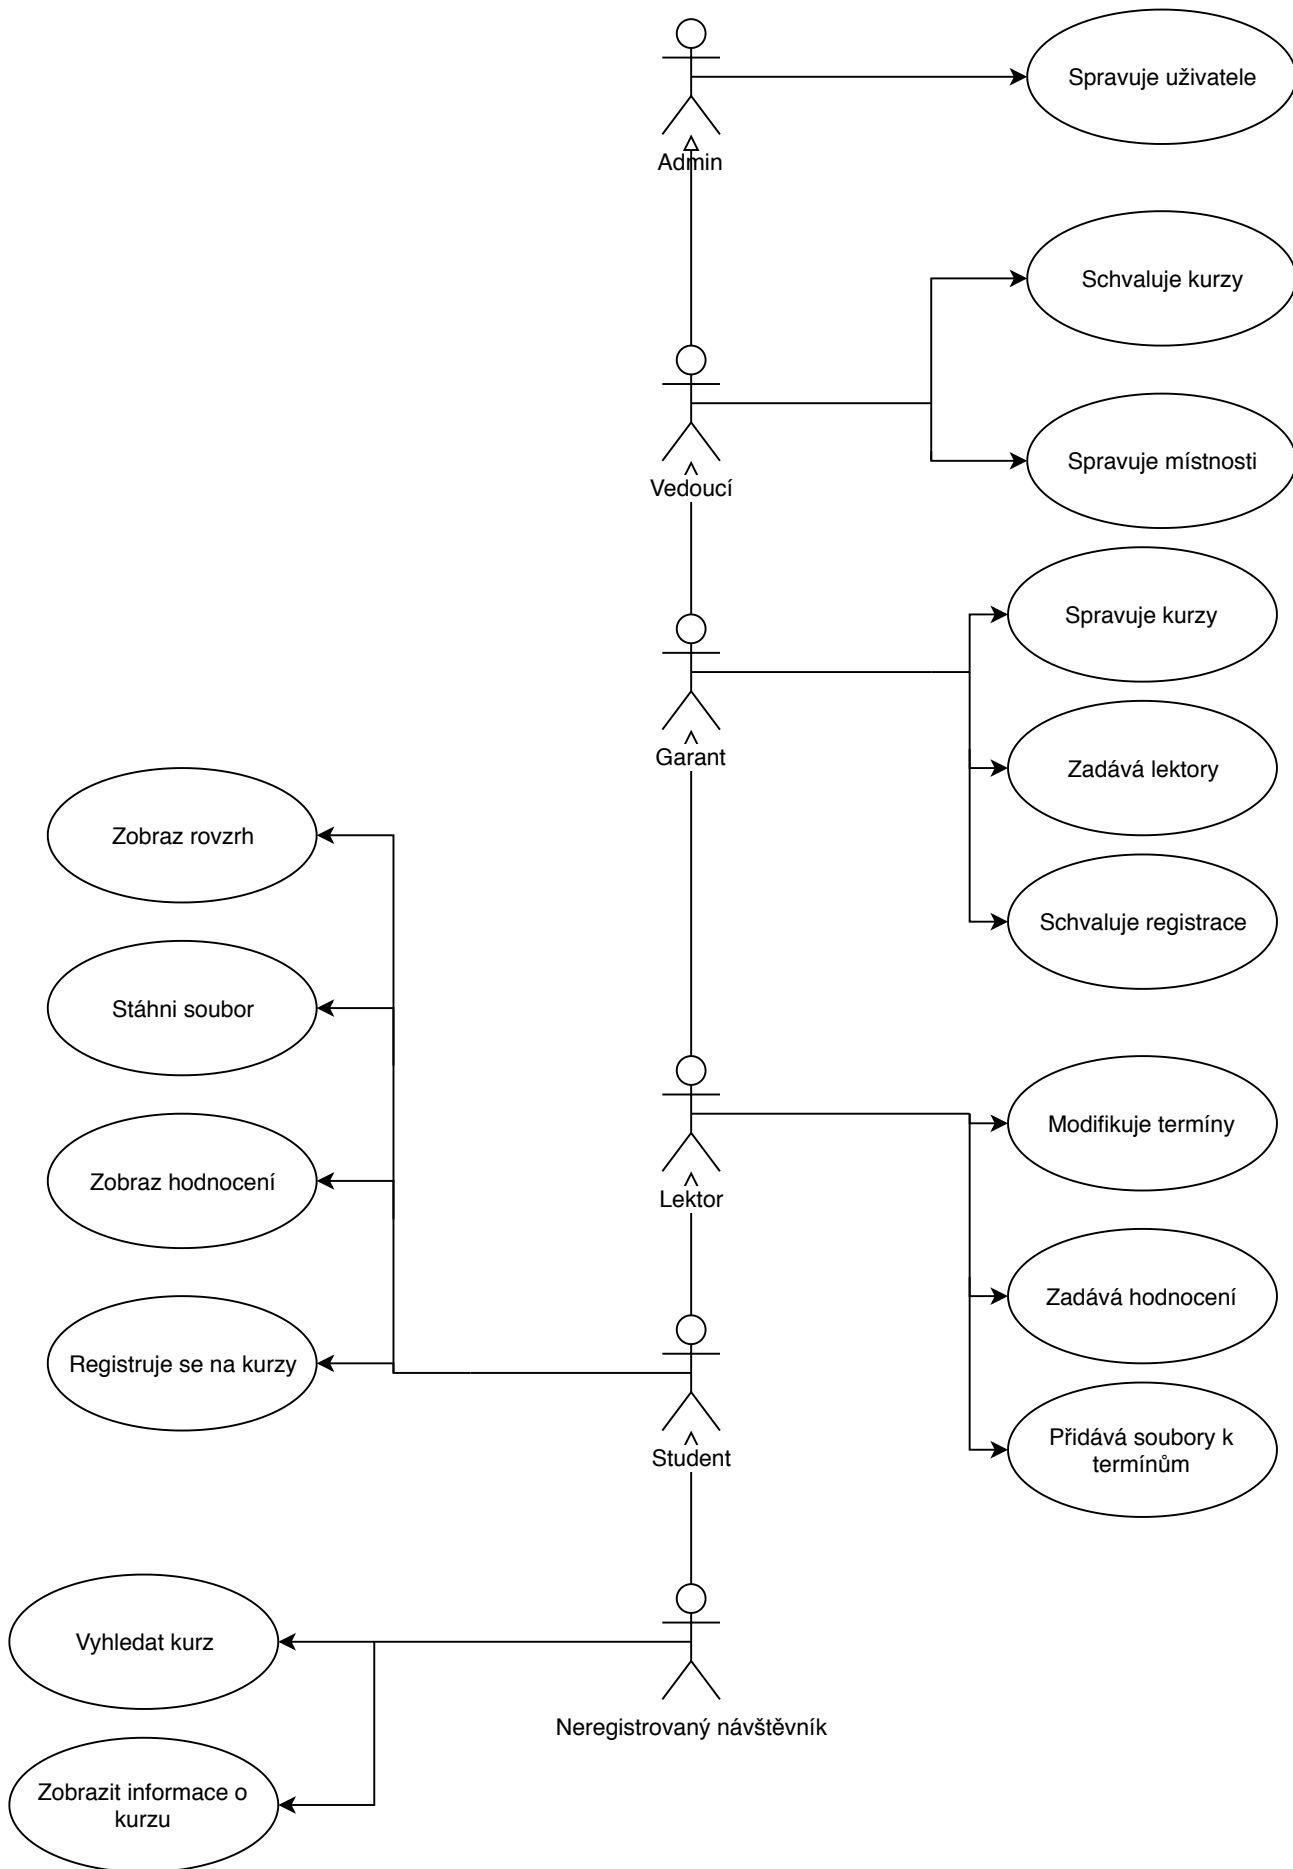 Spravuje uživatele
Admin
Schvaluje kurzy
Spravuje místnosti
Vedoucí
Spravuje kurzy
Garant
Zadává lektory
Zobraz rovzrh
Schvaluje registrace
Stáhni soubor
Modifikuje termíny
Zobraz hodnocení
Lektor
Zadává hodnocení
Registruje se na kurzy
Přidává soubory k
termínům
Student
Vyhledat kurz
Neregistrovaný návštěvník
Zobrazit informace o
kurzu